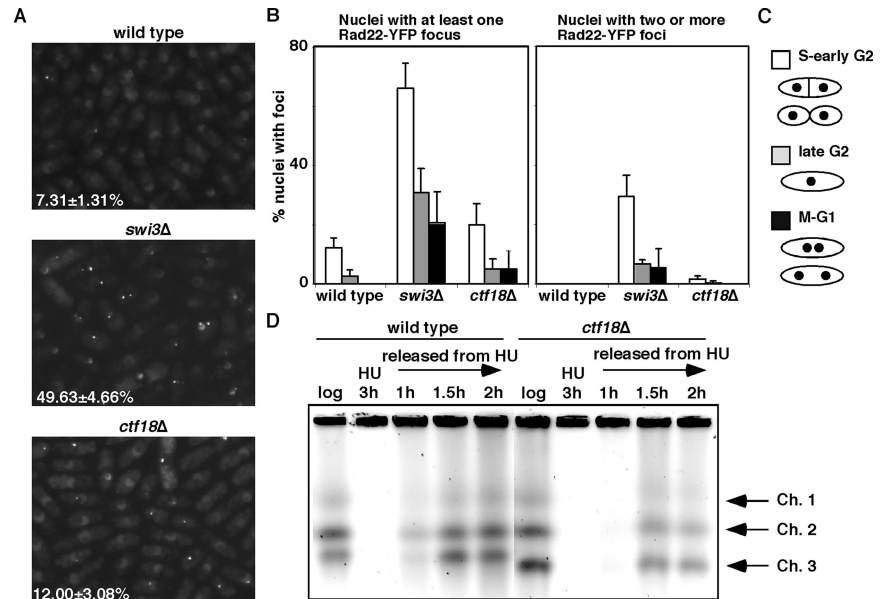 A
wild type
7.31±1.31%
swi3Δ
49.63±4.66%
ctf18Δ
12.00±3.08%
B
Nuclei with at least one
Rad22-YFP focus
Nuclei with two or more
Rad22-YFP foci
% nuclei with foci
80
40
0
wild type swi3Δ ctf18Δ
wild type swi3Δ ctf18Δ
C
S-early G2
late G2
M-G1
D
wild type ctf18Δ
released from HU released from HU
HU HU
log 3h 1h 1.5h 2h log 3h 1h 1.5h 2h
Ch. 1
Ch. 2
Ch. 3